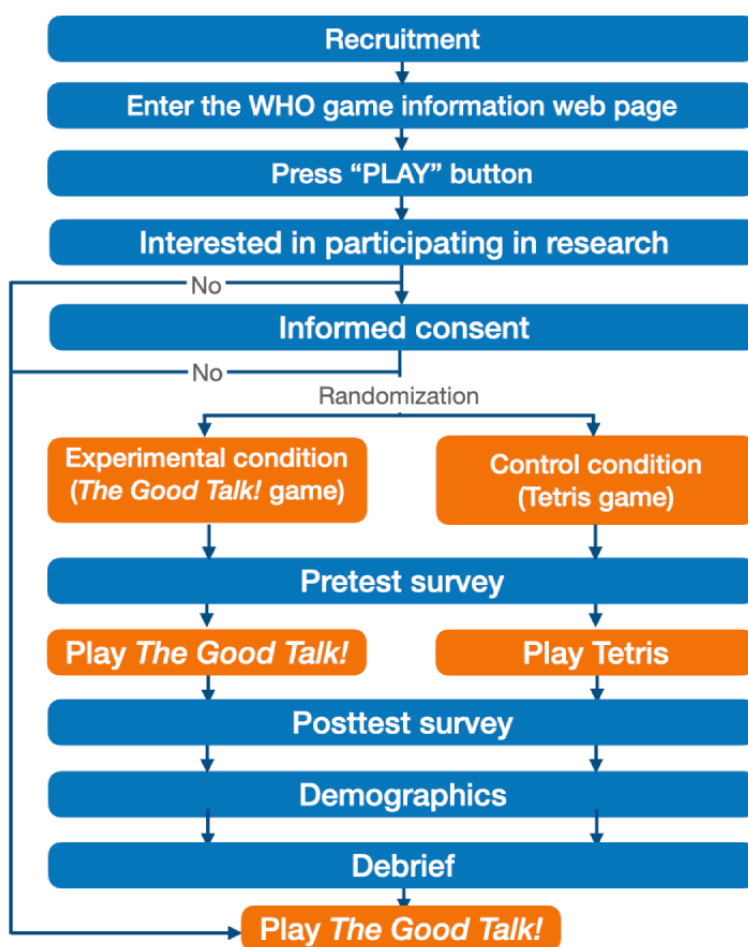 Recruitment
Enter the WHO game information web page
Press “PLAY” button
Interested in participating in research
No
Informed consent
No
Randomization
Experimental condition
(The Good Talk! game)
Control condition
(Tetris game)
Pretest survey
Play The Good Talk!
Play Tetris
Posttest survey
Demographics
Debrief
Play The Good Talk!